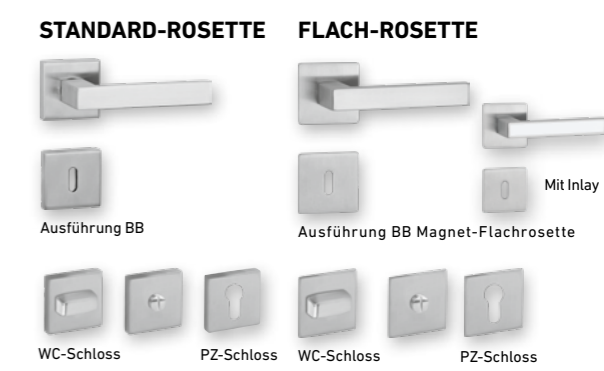 STANDARD-ROSETTE
FLACH-ROSETTE
Mit Inlay
Ausführung BB
Ausführung BB Magnet-Flachrosette
WC-Schloss
PZ-Schloss
WC-Schloss
PZ-Schloss